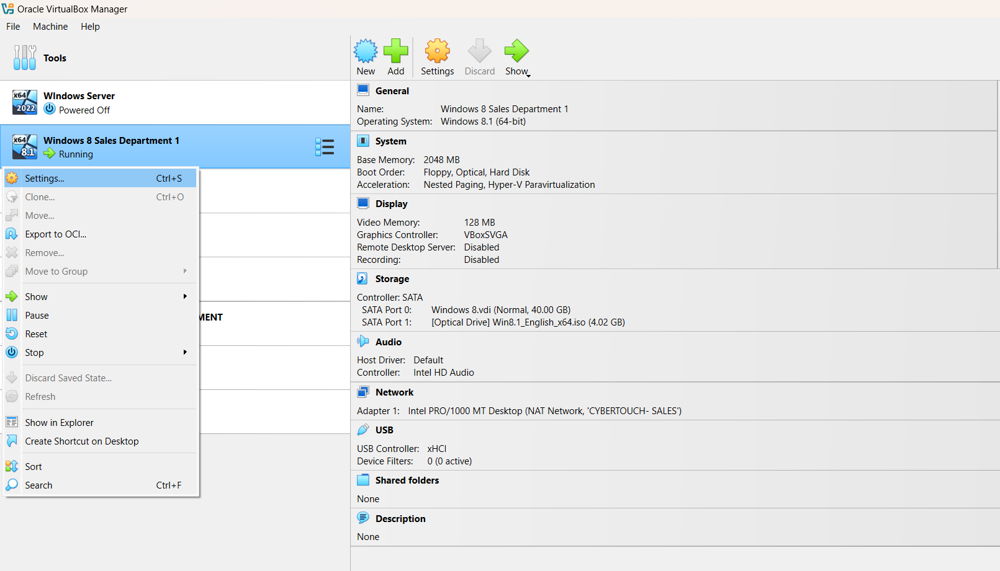 Oracle VirtualBox Manager
File Machine Help
Tools
New Add Settings Discard Show
x64 2022 WIndows Server
Powered Off
x64 8.1 Windows 8 Sales Department 1
Running
Settings... Ctrl+S
Clone... Ctrl+O
Move...
Export to OCI...
Remove...
Move to Group
Show
Pause
Reset
Stop
Discard Saved State...
Refresh
Show in Explorer
Create Shortcut on Desktop
Sort
Search Ctrl+F
MENT
General
Name: Windows 8 Sales Department 1
Operating System: Windows 8.1 (64-bit)
System
Base Memory: 2048 MB
Boot Order: Floppy, Optical, Hard Disk
Acceleration: Nested Paging, Hyper-V Paravirtualization
Display
Video Memory: 128 MB
Graphics Controller: VBoxSVGA
Remote Desktop Server: Disabled
Recording: Disabled
Storage
Controller: SATA
SATA Port 0: Windows 8.vdi (Normal, 40.00 GB)
SATA Port 1: [Optical Drive] Win8.1_English_x64.iso (4.02 GB)
Audio
Host Driver: Default
Controller: Intel HD Audio
Network
Adapter 1: Intel PRO/1000 MT Desktop (NAT Network, 'CYBERTOUCH- SALES')
USB
USB Controller: xHCI
Device Filters: 0 (0 active)
Shared folders
None
Description
None